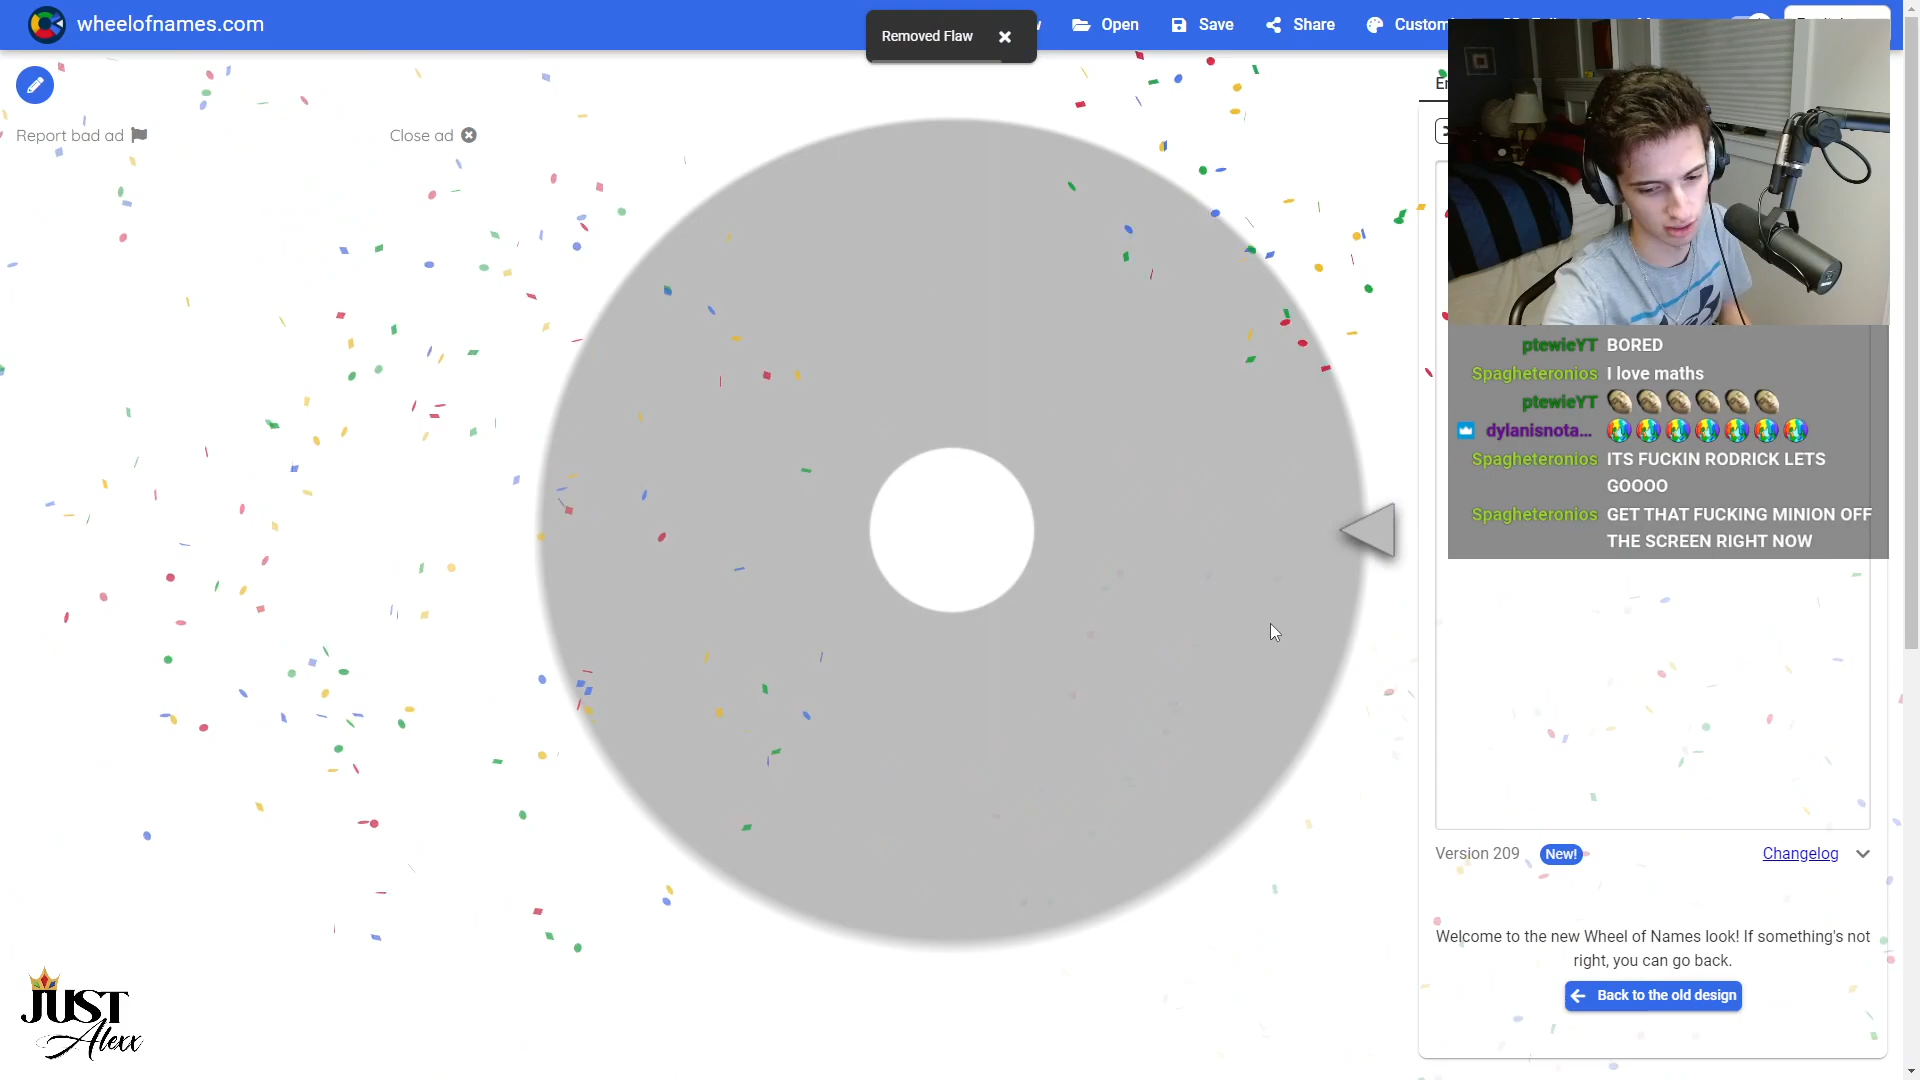 wheelofnames.com
Removed Flaw
Open
Save
Share
Custom
Report bad ad
Close ad
ptewieYT BORED
Spagheteronios I love maths
ptewieYT
dylanisnota...
Spagheteronios ITS FUCKIN RODRICK LETS
GOOOO
Spagheteronios GET THAT FUCKING MINION OFF
THE SCREEN RIGHT NOW
Version 209
New!
Changelog
Welcome to the new Wheel of Names look! If something's not
right, you can go back.
Back to the old design
JUST
Alexx